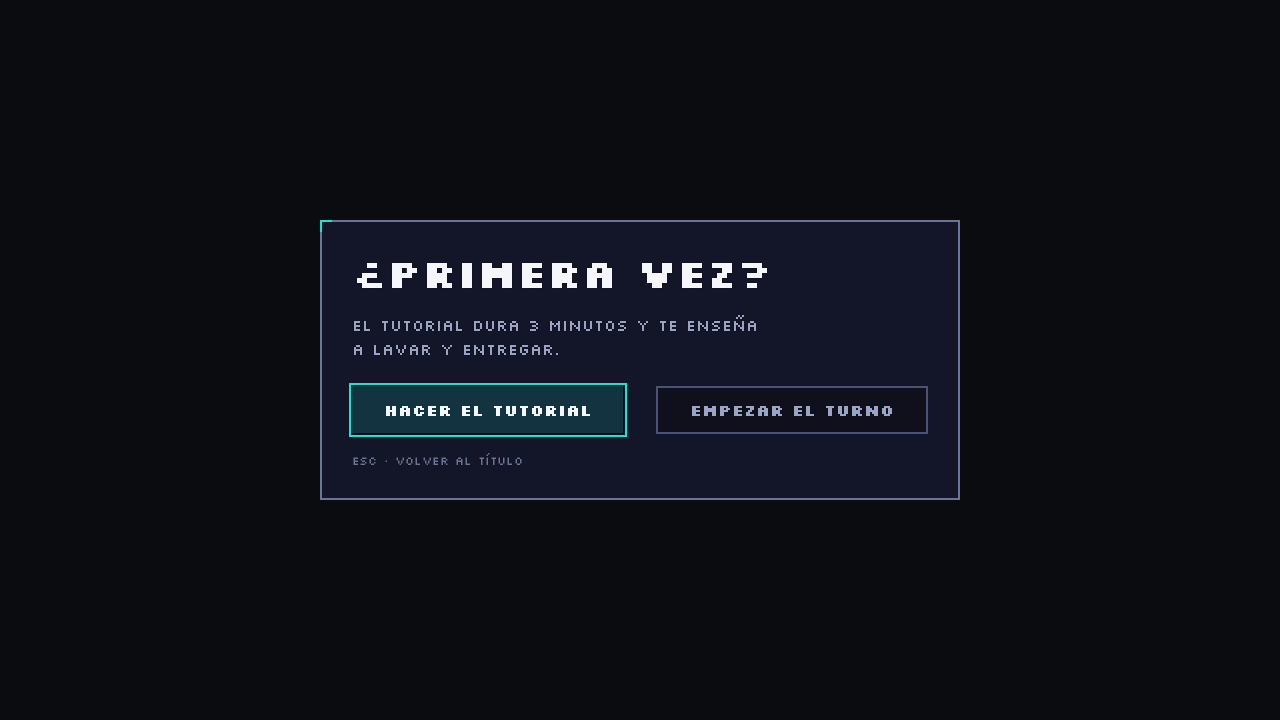 ¿PRIMERA VEZ?
EL TUTORIAL DURA 3 MINUTOS Y TE ENSEÑA
A LAVAR Y ENTREGAR.
HACER EL TUTORIAL
EMPEZAR EL TURNO
ESC · VOLVER AL TÍTULO